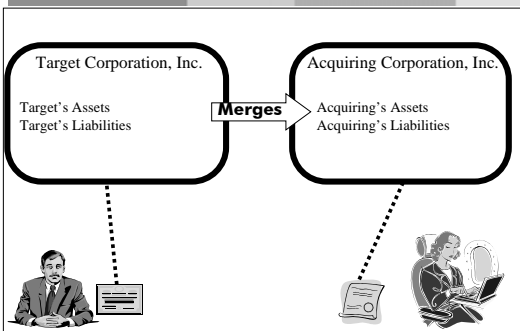 Target Corporation, Inc.
Target's Assets
Target's Liabilities
Merges
Acquiring Corporation, Inc.
Acquiring's Assets
Acquiring's Liabilities